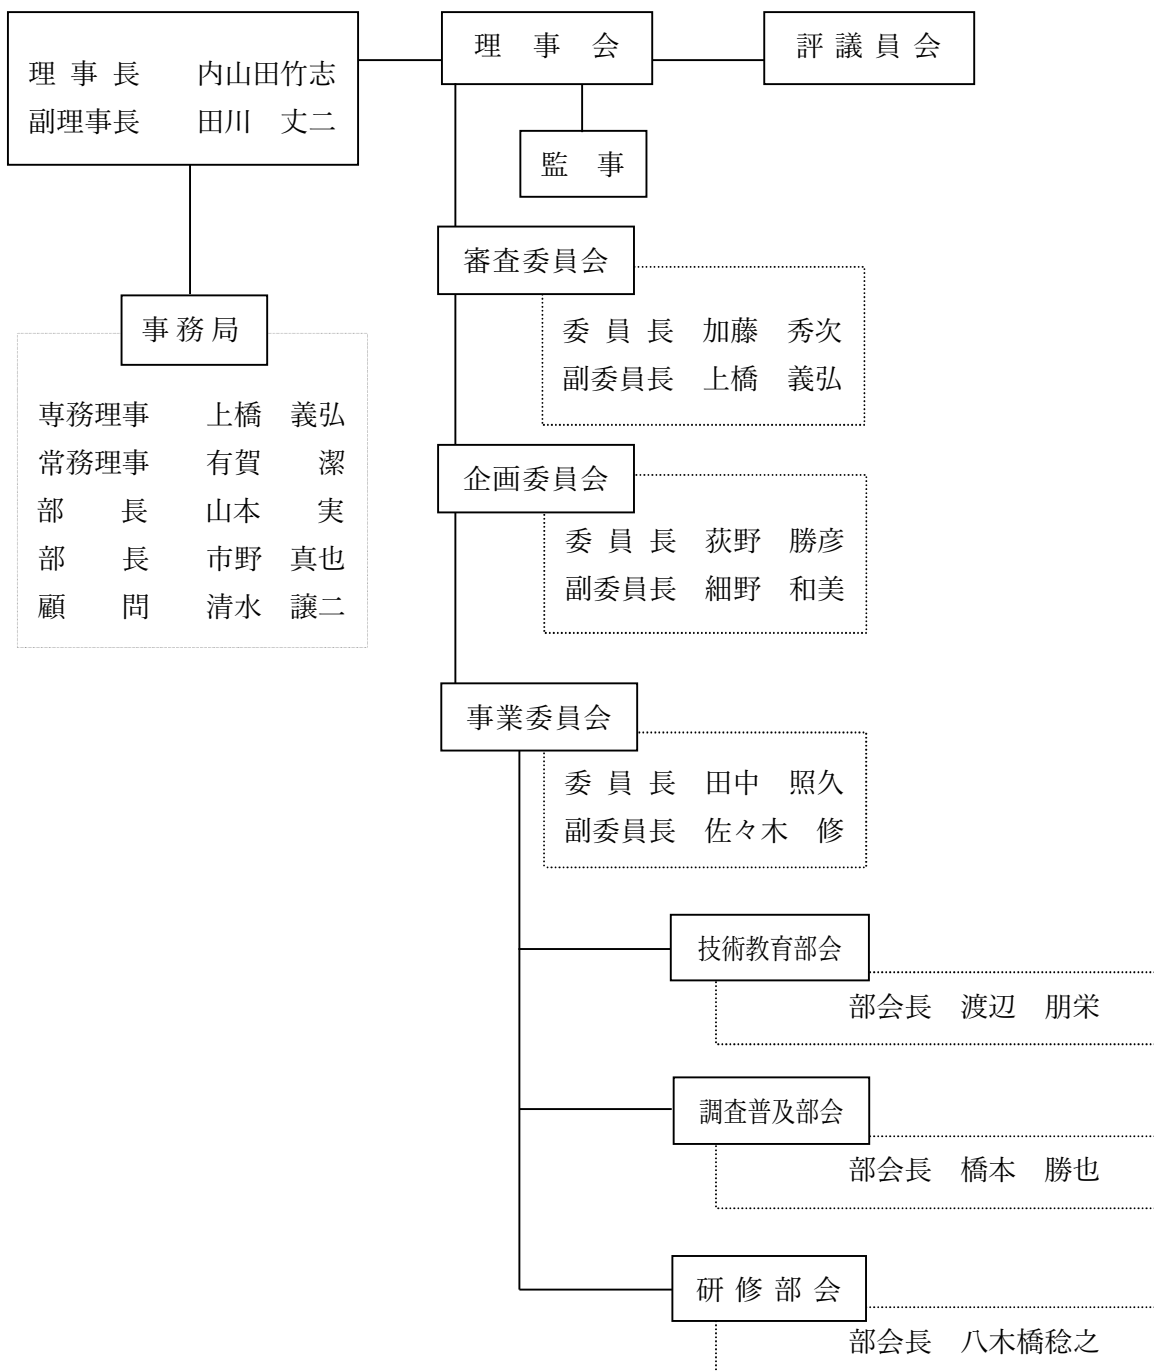 理事会
評議員会
理事長　内山田竹志
副理事長　田川　丈二
監事
審査委員会
委員長　加藤　秀次
副委員長　上橋　義弘
事務局
専務理事　上橋　義弘
常務理事　有賀　潔
部長　山本　実
部長　市野　真也
顧問　清水　譲二
企画委員会
委員長　荻野　勝彦
副委員長　細野　和美
事業委員会
委員長　田中　照久
副委員長　佐々木　修
技術教育部会
部会長　渡辺　朋栄
調査普及部会
部会長　橋本　勝也
研修部会
部会長　八木橋稔之